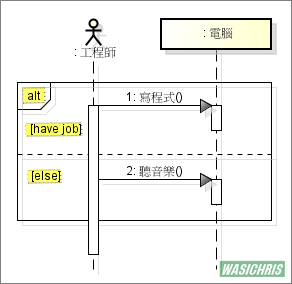 : 工程師
: 電腦
alt
1: 寫程式()
[have job]
2: 聽音樂()
[else]
WASICHRIS